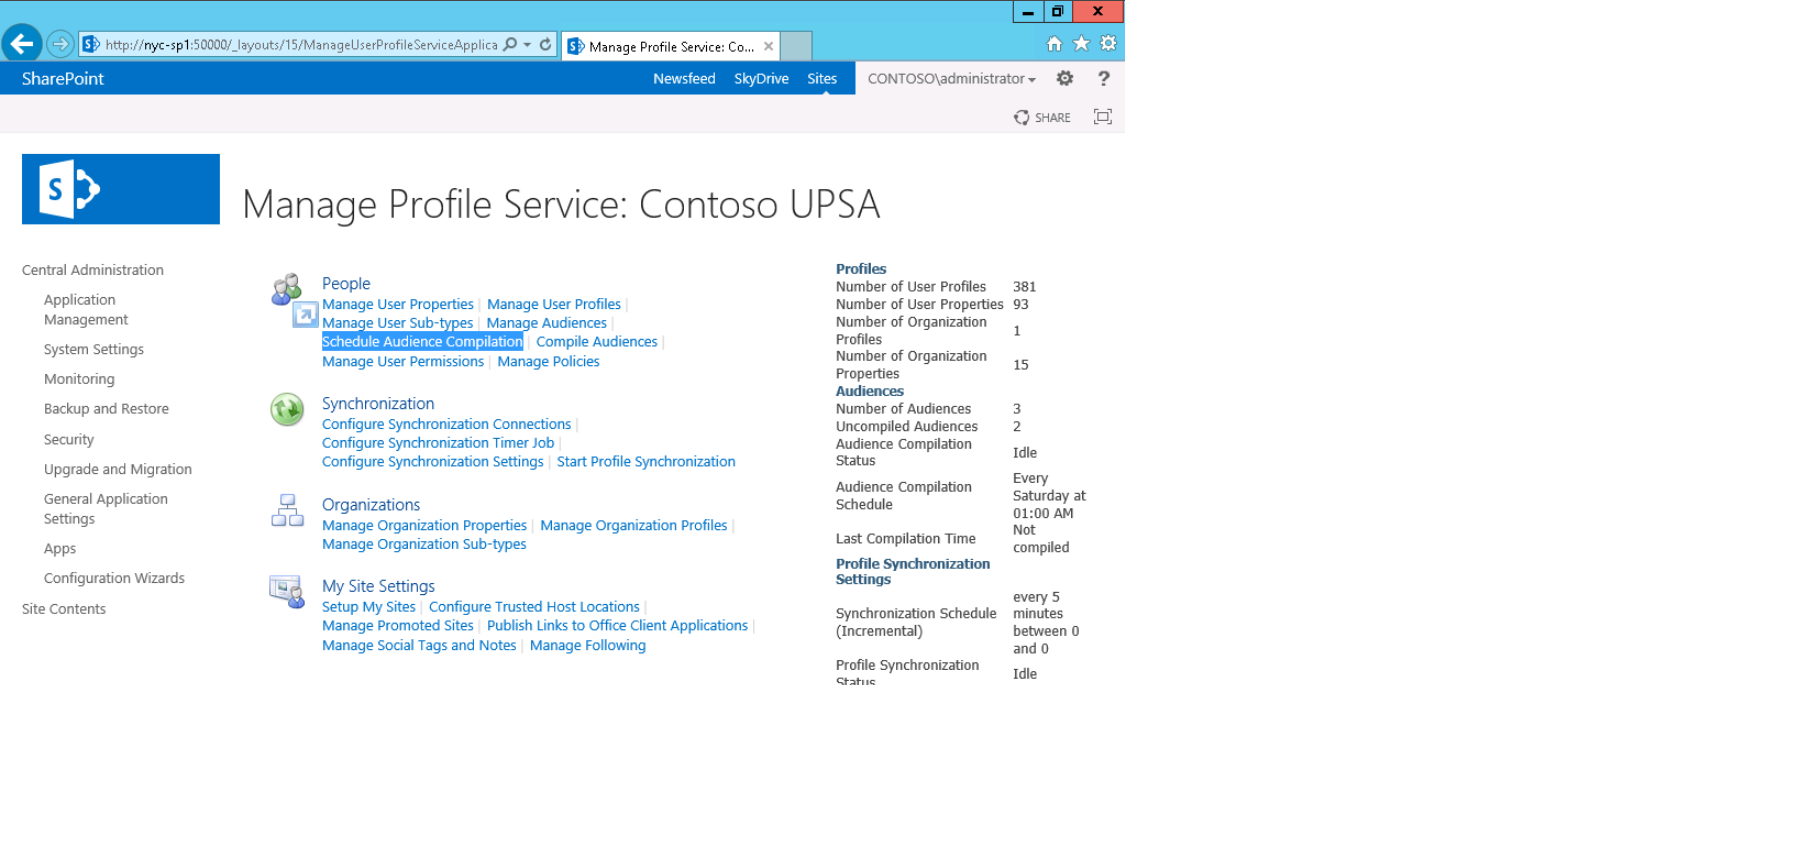 http://nyc-sp1:50000/_layouts/15/ManageUserProfileServiceApplica
Manage Profile Service: Co...
SharePoint
Newsfeed SkyDrive Sites
CONTOSO\administrator
?
SHARE
S
Manage Profile Service: Contoso UPSA
Central Administration
Application
Management
System Settings
Monitoring
Backup and Restore
Security
Upgrade and Migration
General Application
Settings
Apps
Configuration Wizards
Site Contents
People
Manage User Properties | Manage User Profiles |
Manage User Sub-types | Manage Audiences |
Schedule Audience Compilation | Compile Audiences |
Manage User Permissions | Manage Policies
Synchronization
Configure Synchronization Connections |
Configure Synchronization Timer Job |
Configure Synchronization Settings | Start Profile Synchronization
Organizations
Manage Organization Properties | Manage Organization Profiles |
Manage Organization Sub-types
My Site Settings
Setup My Sites | Configure Trusted Host Locations |
Manage Promoted Sites | Publish Links to Office Client Applications |
Manage Social Tags and Notes | Manage Following
Profiles
Number of User Profiles 381
Number of User Properties 93
Number of Organization
Profiles
1
Number of Organization
Properties
15
Audiences
Number of Audiences 3
Uncompiled Audiences 2
Audience Compilation
Status
Idle
Audience Compilation
Schedule
Every
Saturday at
01:00 AM
Last Compilation Time
Not
compiled
Profile Synchronization
Settings
Synchronization Schedule
(Incremental)
every 5
minutes
between 0
and 0
Profile Synchronization
Status
Idle